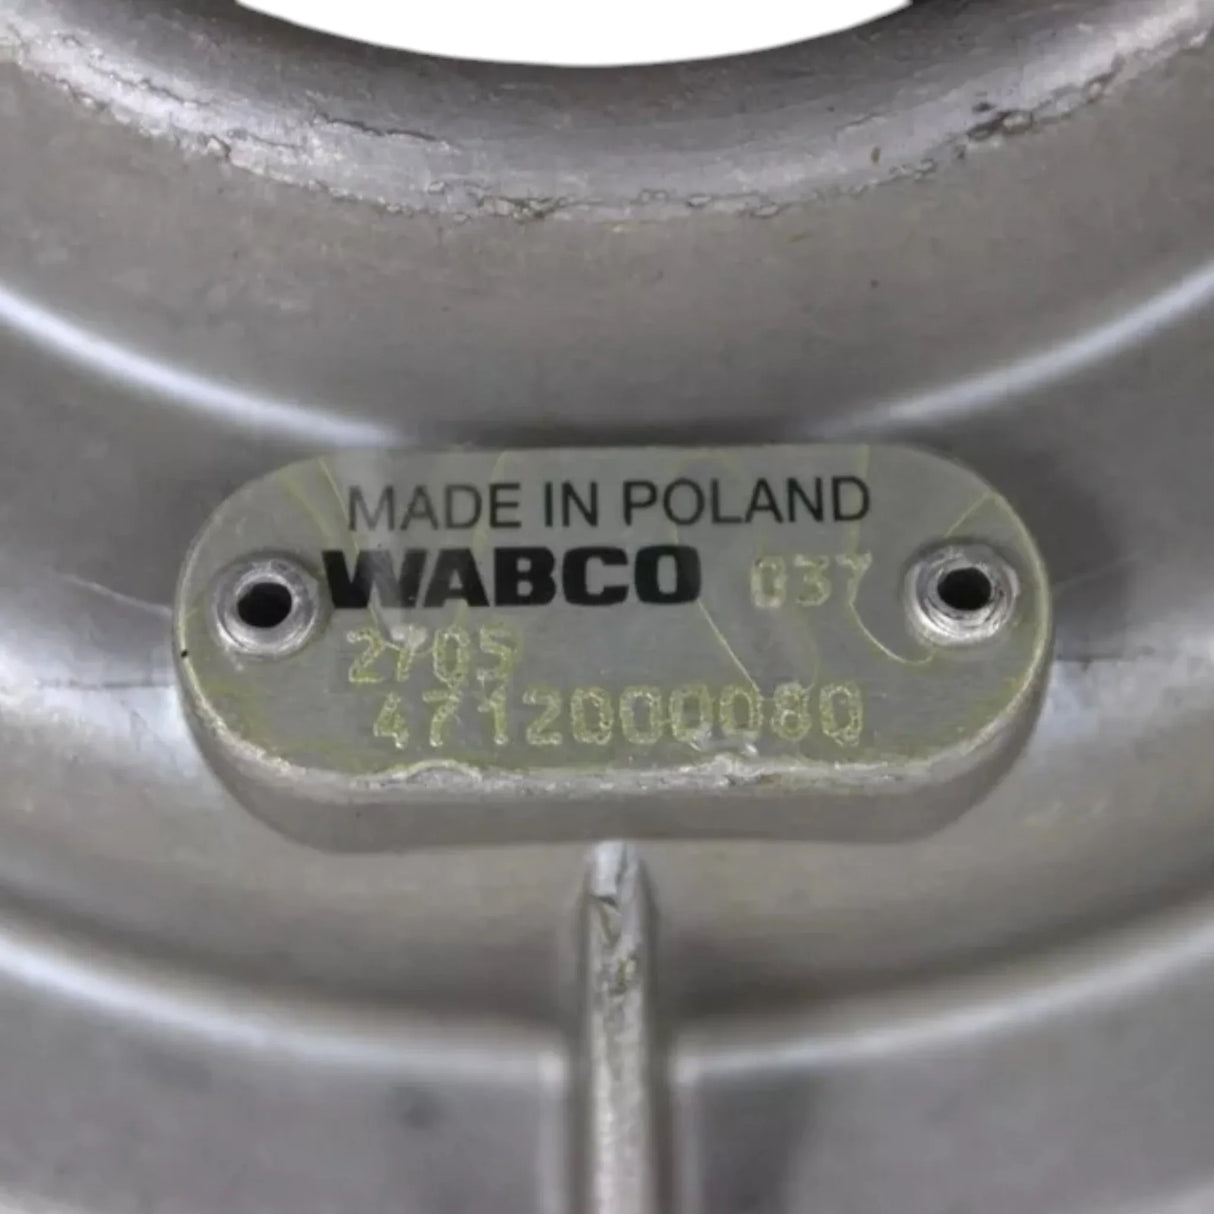 MADE IN POLAND
WABCO 037
2705
4712000080